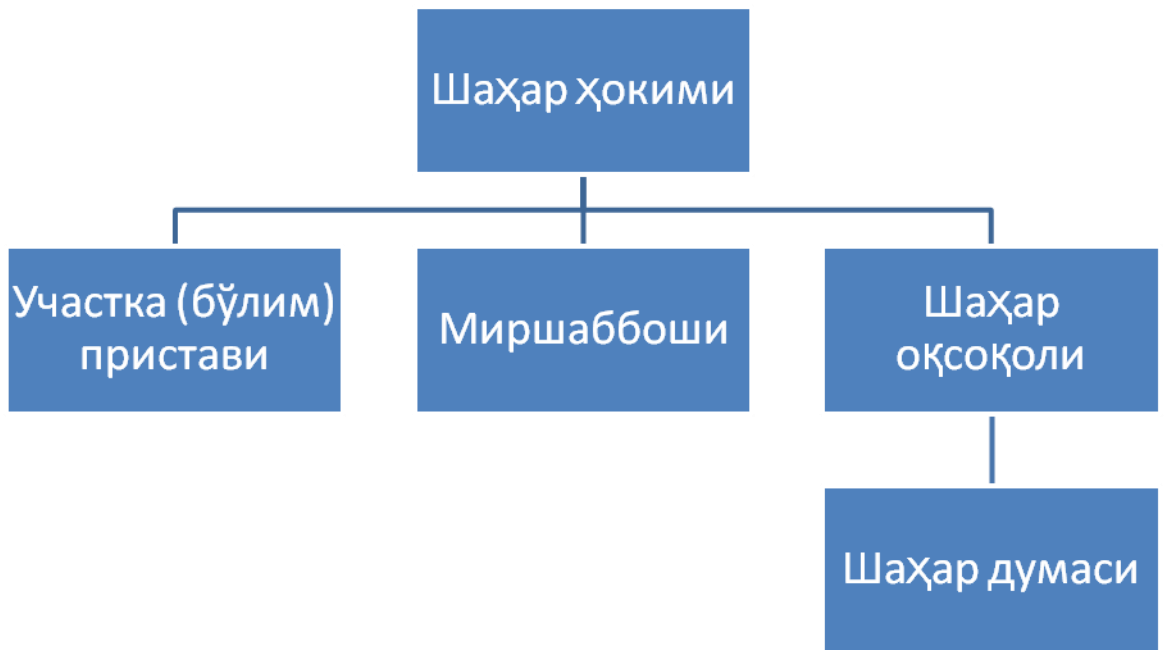 Шаҳар ҳокими
Участка (бўлим)
пристави
Миршаббоши
Шаҳар
оқсоқоли
Шаҳар думаси